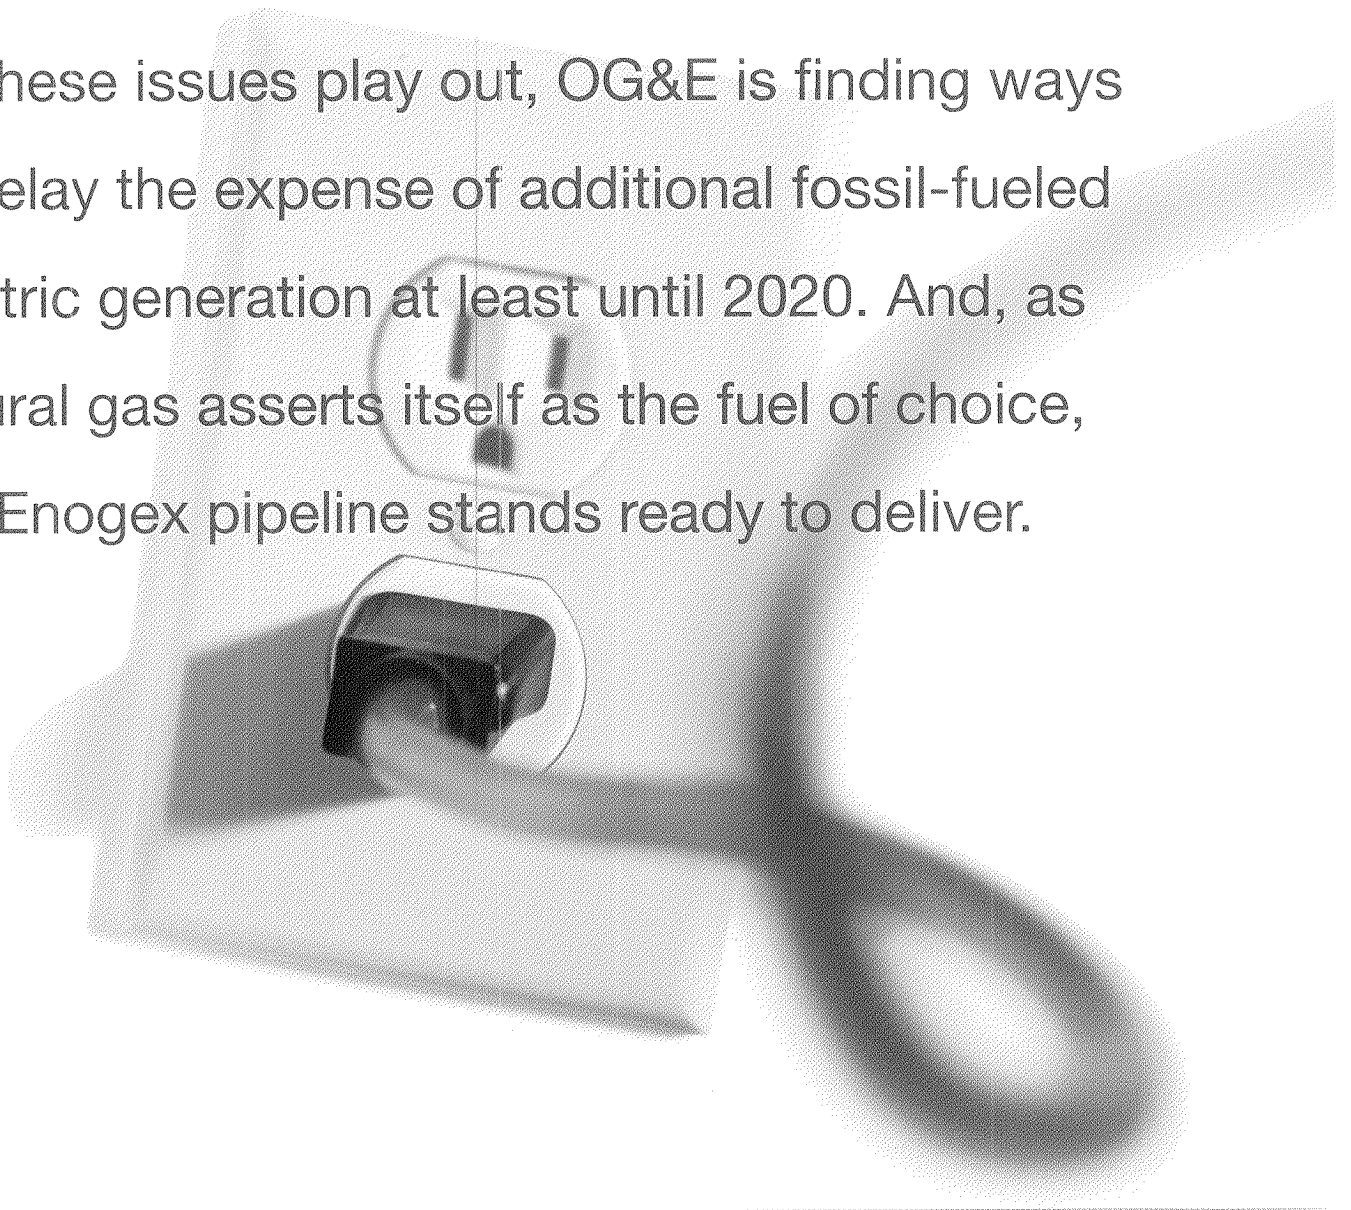 hese issues play out, OG&E is finding ways
elay the expense of additional fossil-fueled
tric generation at least until 2020. And, as
ral gas asserts itself as the fuel of choice,
Enogex pipeline stands ready to deliver.